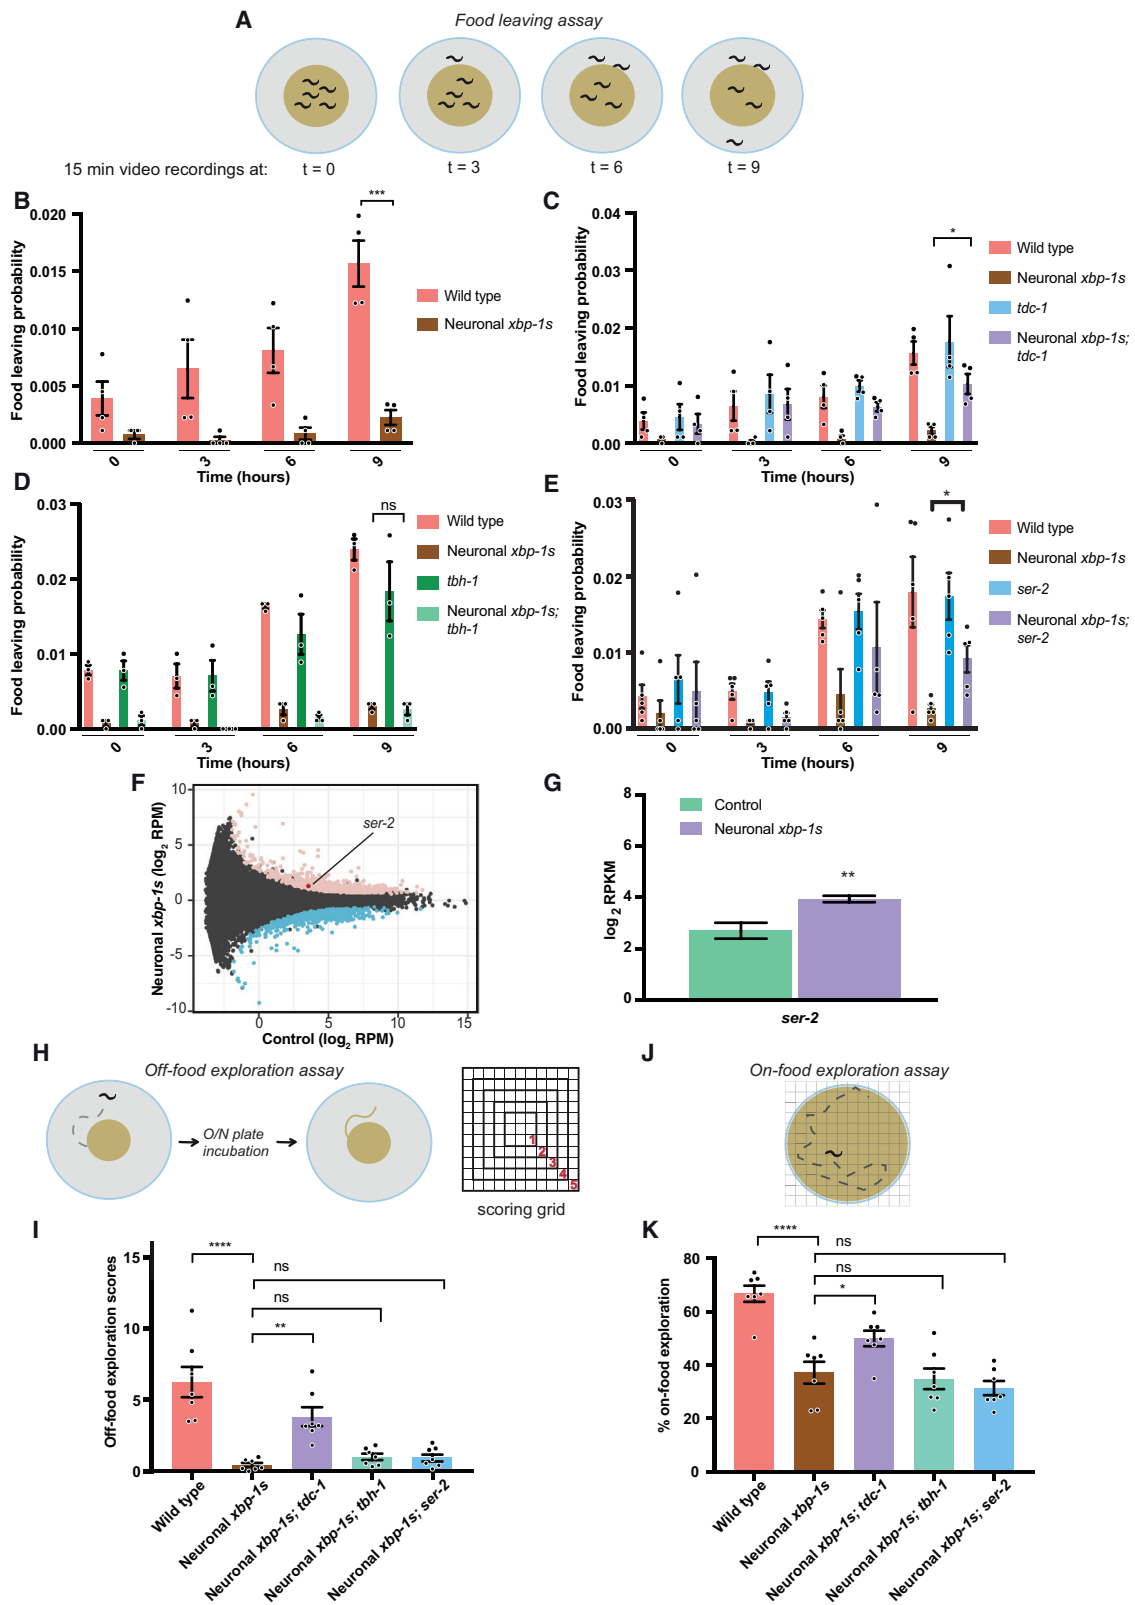 A
Food leaving assay
15 min video recordings at:
t = 0
t = 3
t = 6
t = 9
B
Food leaving probability
0.020
0.015
0.010
0.005
0.000
***
0
3
6
9
Time (hours)
Wild type
Neuronal xbp-1s
C
Food leaving probability
0.04
0.03
0.02
0.01
0.00
*
0
3
6
9
Time (hours)
Wild type
Neuronal xbp-1s
tdc-1
Neuronal xbp-1s;
tdc-1
D
Food leaving probability
0.03
0.02
0.01
0.00
ns
0
3
6
9
Time (hours)
Wild type
Neuronal xbp-1s
tbh-1
Neuronal xbp-1s;
tbh-1
E
Food leaving probability
0.03
0.02
0.01
0.00
*
0
3
6
9
Time (hours)
Wild type
Neuronal xbp-1s
ser-2
Neuronal xbp-1s;
ser-2
F
Neuronal xbp-1s (log2 RPM)
10
5
0
-5
-10
ser-2
0
5
10
15
Control (log2 RPM)
G
log2 RPKM
8
6
4
2
0
Control
Neuronal xbp-1s
**
ser-2
H
Off-food exploration assay
O/N plate
incubation
1
2
3
4
5
scoring grid
J
On-food exploration assay
I
Off-food exploration scores
15
10
5
0
****
ns
ns
**
Wild type
Neuronal xbp-1s
Neuronal xbp-1s; tdc-1
Neuronal xbp-1s; tbh-1
Neuronal xbp-1s; ser-2
K
% on-food exploration
80
60
40
20
0
****
ns
ns
*
Wild type
Neuronal xbp-1s
Neuronal xbp-1s; tdc-1
Neuronal xbp-1s; tbh-1
Neuronal xbp-1s; ser-2